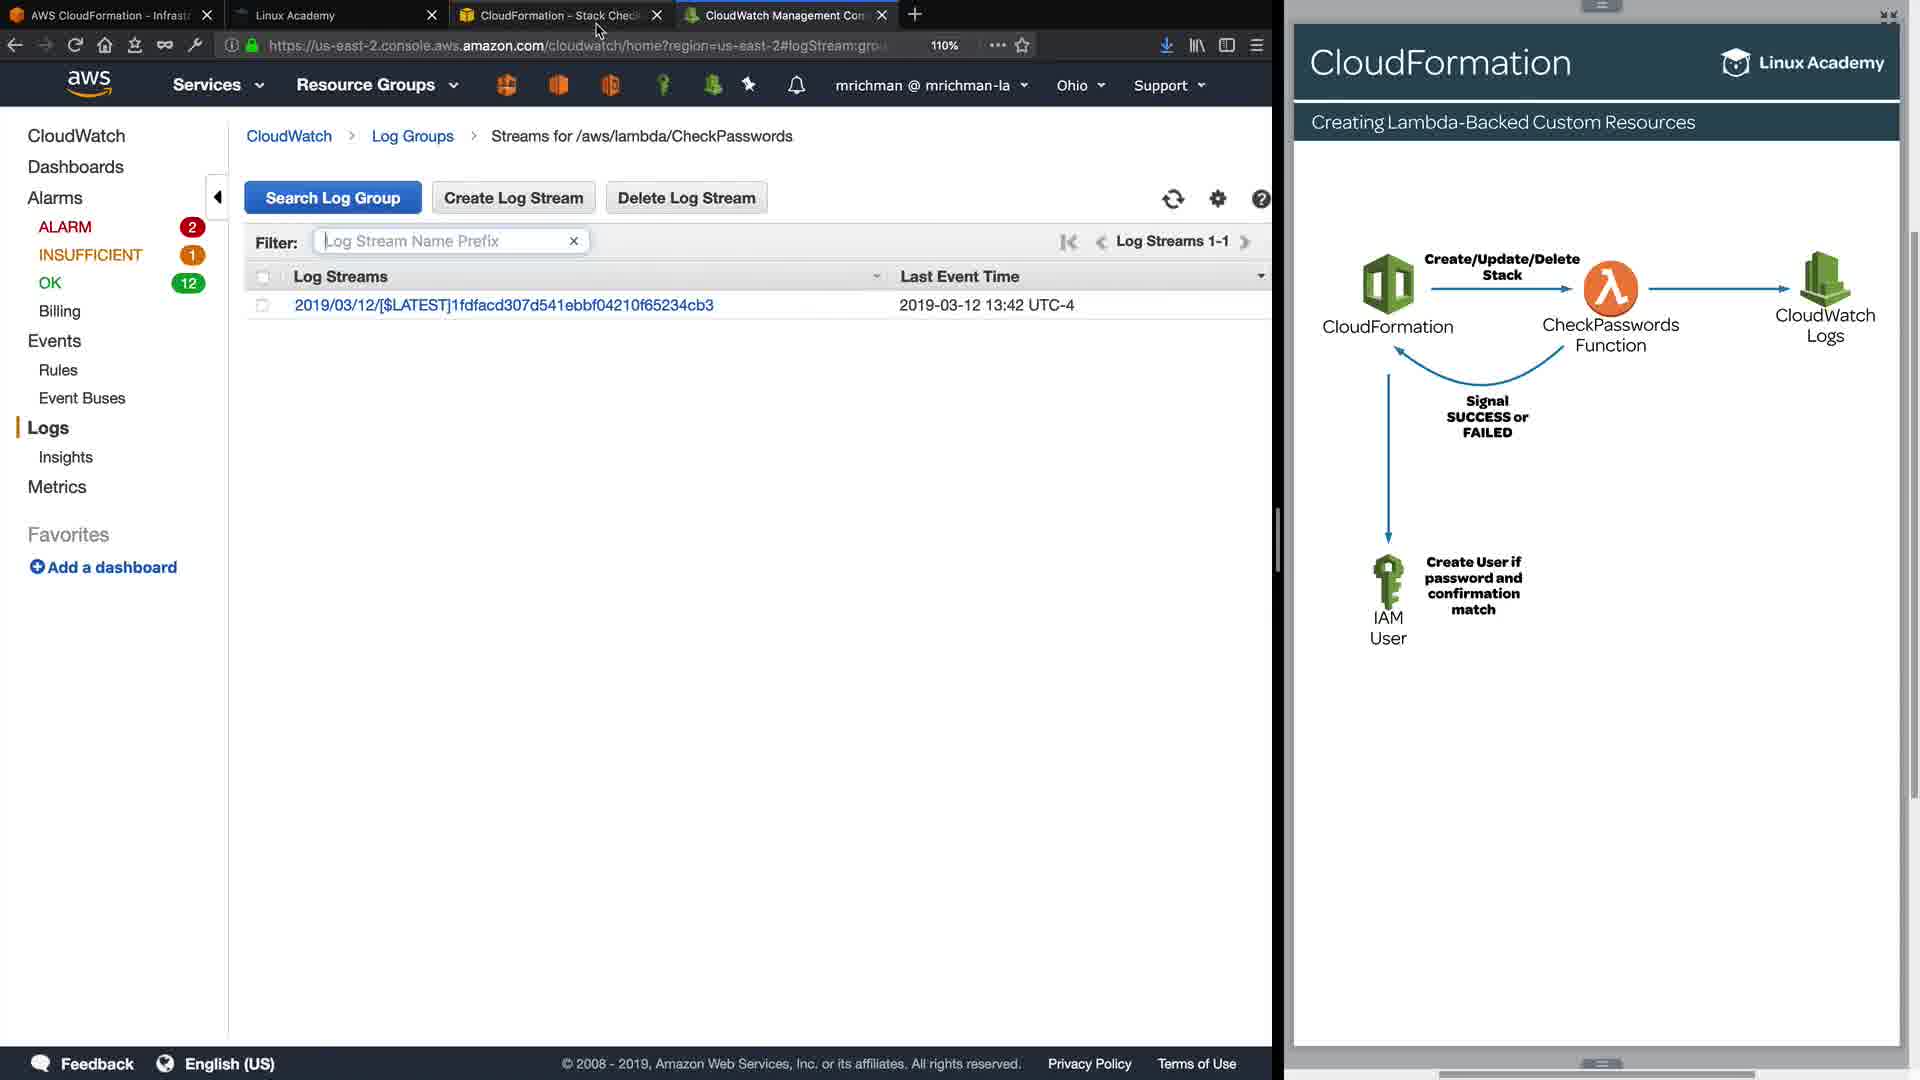 AWS CloudFormation - Infrast
Linux Academy
CloudFormation - Stack Chec
CloudWatch Management Con
https://us-east-2.console.aws.amazon.com/cloudwatch/home?region=us-east-2#logStream:gro
110%
aws
Services
Resource Groups
mrichman @ mrichman-la
Ohio
Support
CloudWatch
Dashboards
Alarms
ALARM 2
INSUFFICIENT 1
OK 12
Billing
Events
Rules
Event Buses
Logs
Insights
Metrics
Favorites
Add a dashboard
CloudWatch > Log Groups > Streams for /aws/lambda/CheckPasswords
Search Log Group
Create Log Stream
Delete Log Stream
Filter:
Log Stream Name Prefix
Log Streams 1-1
Log Streams
Last Event Time
2019/03/12/[$LATEST]1fdfacd307d541ebbf04210f65234cb3
2019-03-12 13:42 UTC-4
Feedback
English (US)
© 2008 - 2019, Amazon Web Services, Inc. or its affiliates. All rights reserved.
Privacy Policy
Terms of Use
CloudFormation
Linux Academy
Creating Lambda-Backed Custom Resources
Create/Update/Delete
Stack
CloudFormation
CheckPasswords
Function
CloudWatch
Logs
Signal
SUCCESS or
FAILED
Create User if
password and
confirmation
match
IAM
User